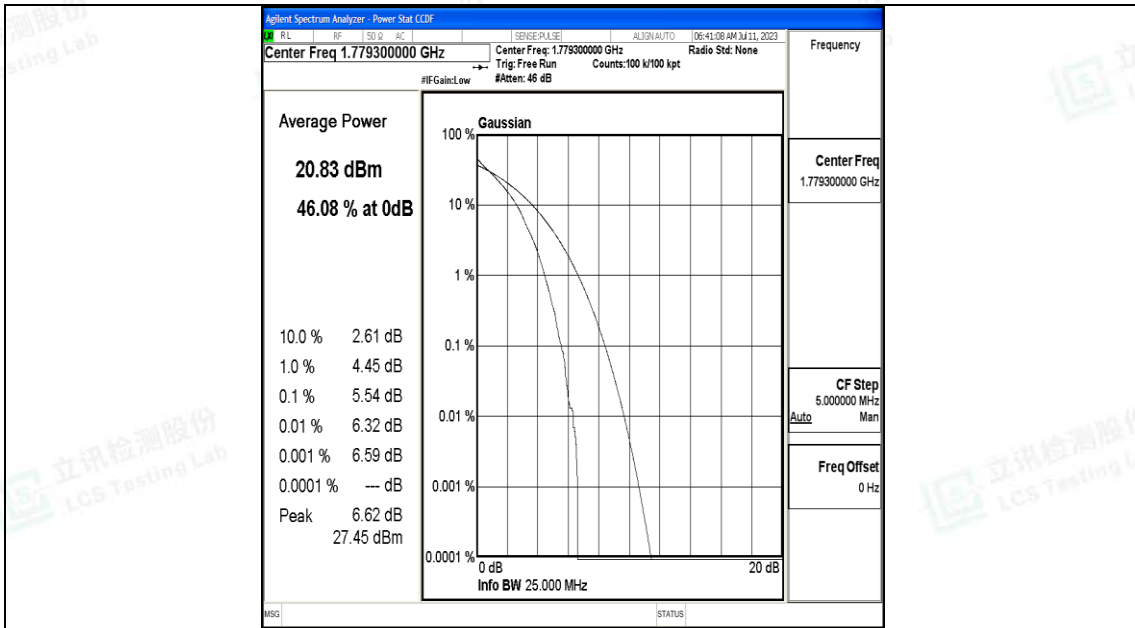 Agilent Spectrum Analyzer - Power Stat CCDF
RL RF 50 Ω AC SENSE:PULSE ALIGN AUTO 06:41:08 AM Jul 11, 2023
Center Freq 1.779300000 GHz
Center Freq: 1.779300000 GHz Radio Std: None
Trig: Free Run Counts:100 k/100 kpt
#IFGain:Low #Atten: 46 dB
Frequency
Average Power
20.83 dBm
46.08 % at 0dB
10.0 % 2.61 dB
1.0 % 4.45 dB
0.1 % 5.54 dB
0.01 % 6.32 dB
0.001 % 6.59 dB
0.0001 % --- dB
Peak 6.62 dB
27.45 dBm
Gaussian
100 %
10 %
1 %
0.1 %
0.01 %
0.001 %
0.0001 %
0 dB 20 dB
Info BW 25.000 MHz
Center Freq
1.779300000 GHz
CF Step
5.000000 MHz
Auto Man
Freq Offset
0 Hz
MSG STATUS
立讯检测股份
LCS Testing Lab